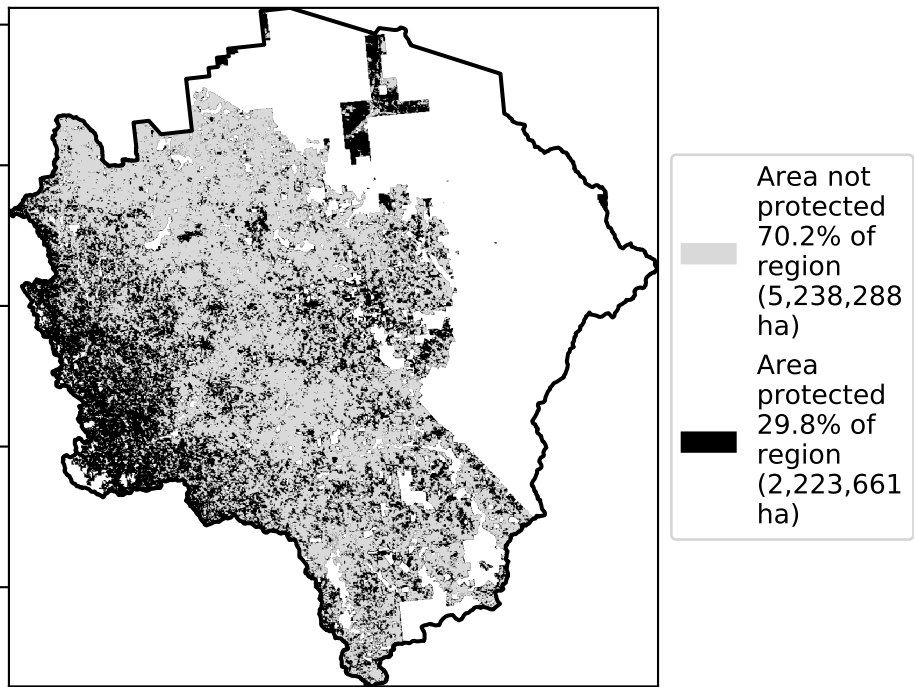 Area not
protected
70.2% of
region
(5,238,288
ha)
Area
protected
29.8% of
region
(2,223,661
ha)